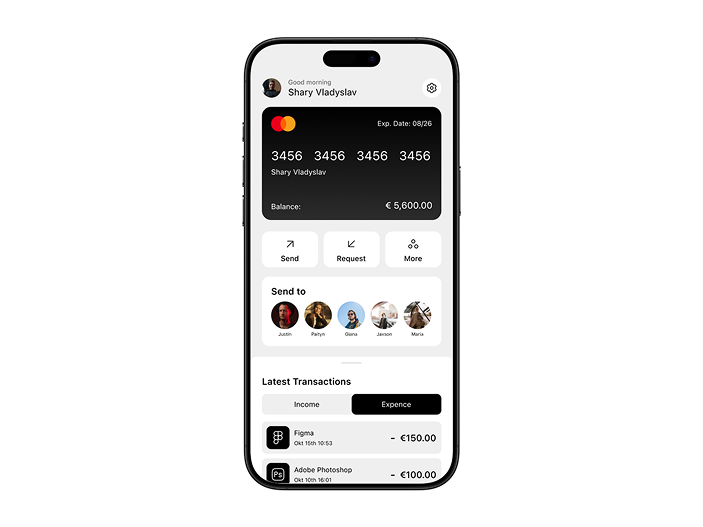 Good morning
Shary Vladyslav
Exp. Date: 08/26
3456 3456 3456 3456
Shary Vladyslav
Balance: € 5,600.00
Send Request More
Send to
Justin Paityn Giana Jaxson Maria
Latest Transactions
Income Expence
Figma
Okt 15th 10:53
- €150.00
Ps
Adobe Photoshop
Okt 10th 16:01
- €100.00